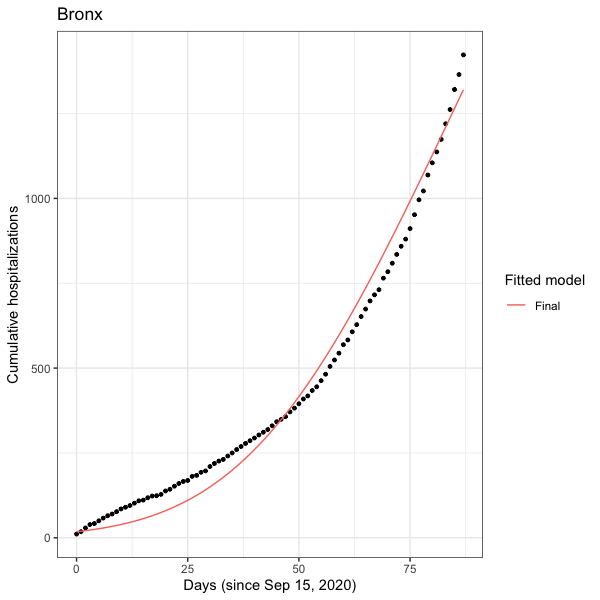 Bronx
1000
500
0
Cumulative hospitalizations
0 25 50 75
Days (since Sep 15, 2020)
Fitted model
Final